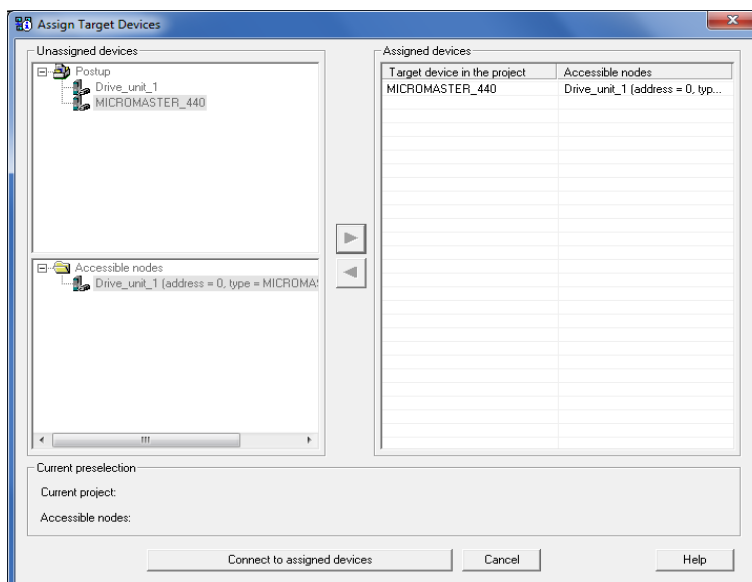 Assign Target Devices
Unassigned devices
Postup
Drive_unit_1
MICROMASTER_440
Accessible nodes
Drive_unit_1 (address = 0, type = MICROMA
Assigned devices
Target device in the project Accessible nodes
MICROMASTER_440 Drive_unit_1 (address = 0, typ...
Current preselection
Current project:
Accessible nodes:
Connect to assigned devices Cancel Help